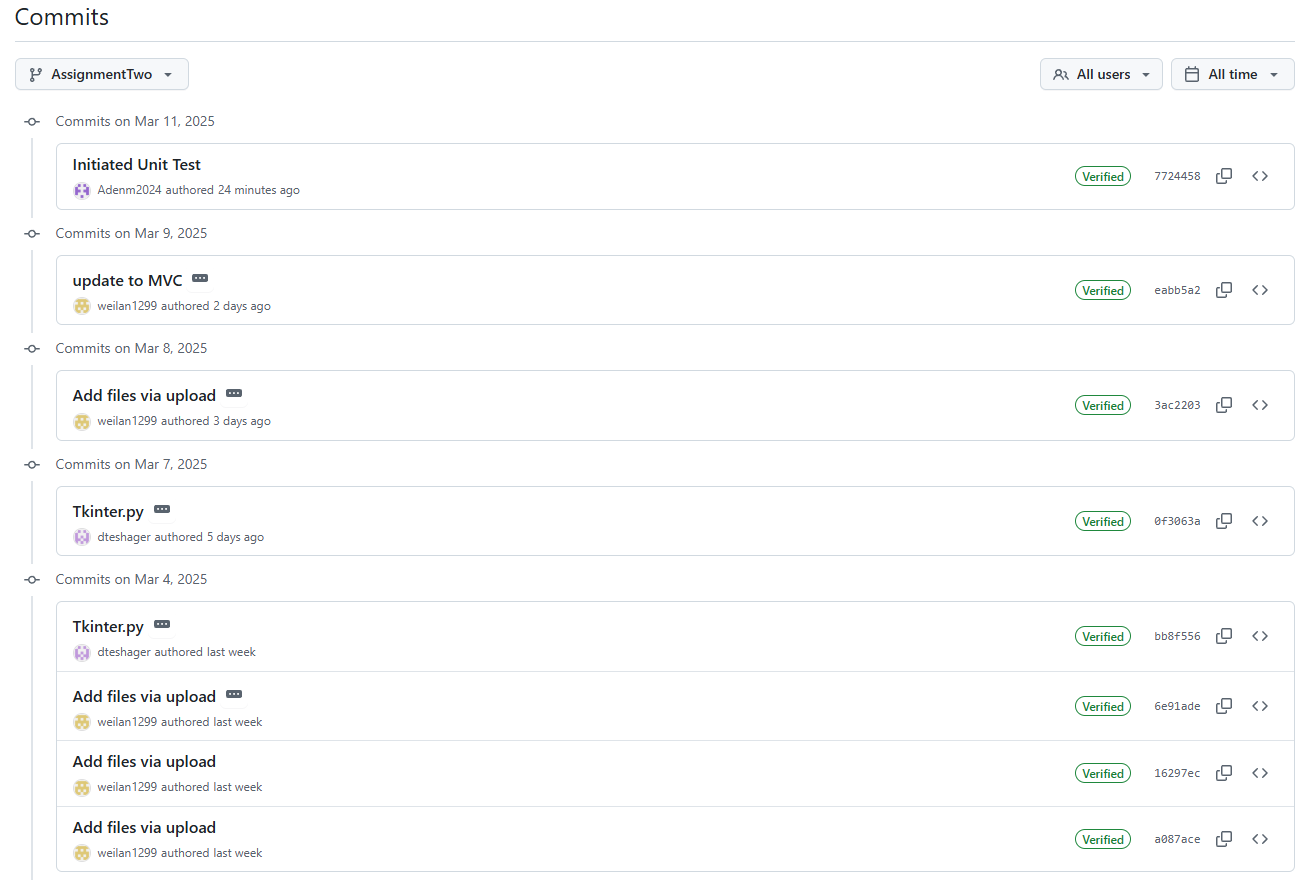 Commits
AssignmentTwo
All users
All time
Commits on Mar 11, 2025
Initiated Unit Test
Adenm2024 authored 24 minutes ago
Verified
7724458
Commits on Mar 9, 2025
update to MVC
weilan1299 authored 2 days ago
Verified
eabb5a2
Commits on Mar 8, 2025
Add files via upload
weilan1299 authored 3 days ago
Verified
3ac2203
Commits on Mar 7, 2025
Tkinter.py
dteshager authored 5 days ago
Verified
0f3063a
Commits on Mar 4, 2025
Tkinter.py
dteshager authored last week
Verified
bb8f556
Add files via upload
weilan1299 authored last week
Verified
6e91ade
Add files via upload
weilan1299 authored last week
Verified
16297ec
Add files via upload
weilan1299 authored last week
Verified
a087ace